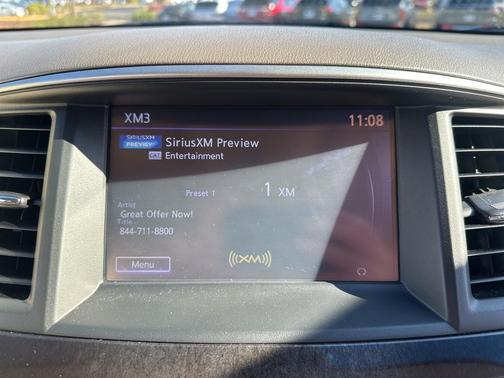 XM3
11:08
SIRIUSXM
PREVIEW
SiriusXM Preview
CAT
Entertainment
Preset 1
1 XM
Artist
Great Offer Now!
Title
844-711-8800
Menu
((XM))